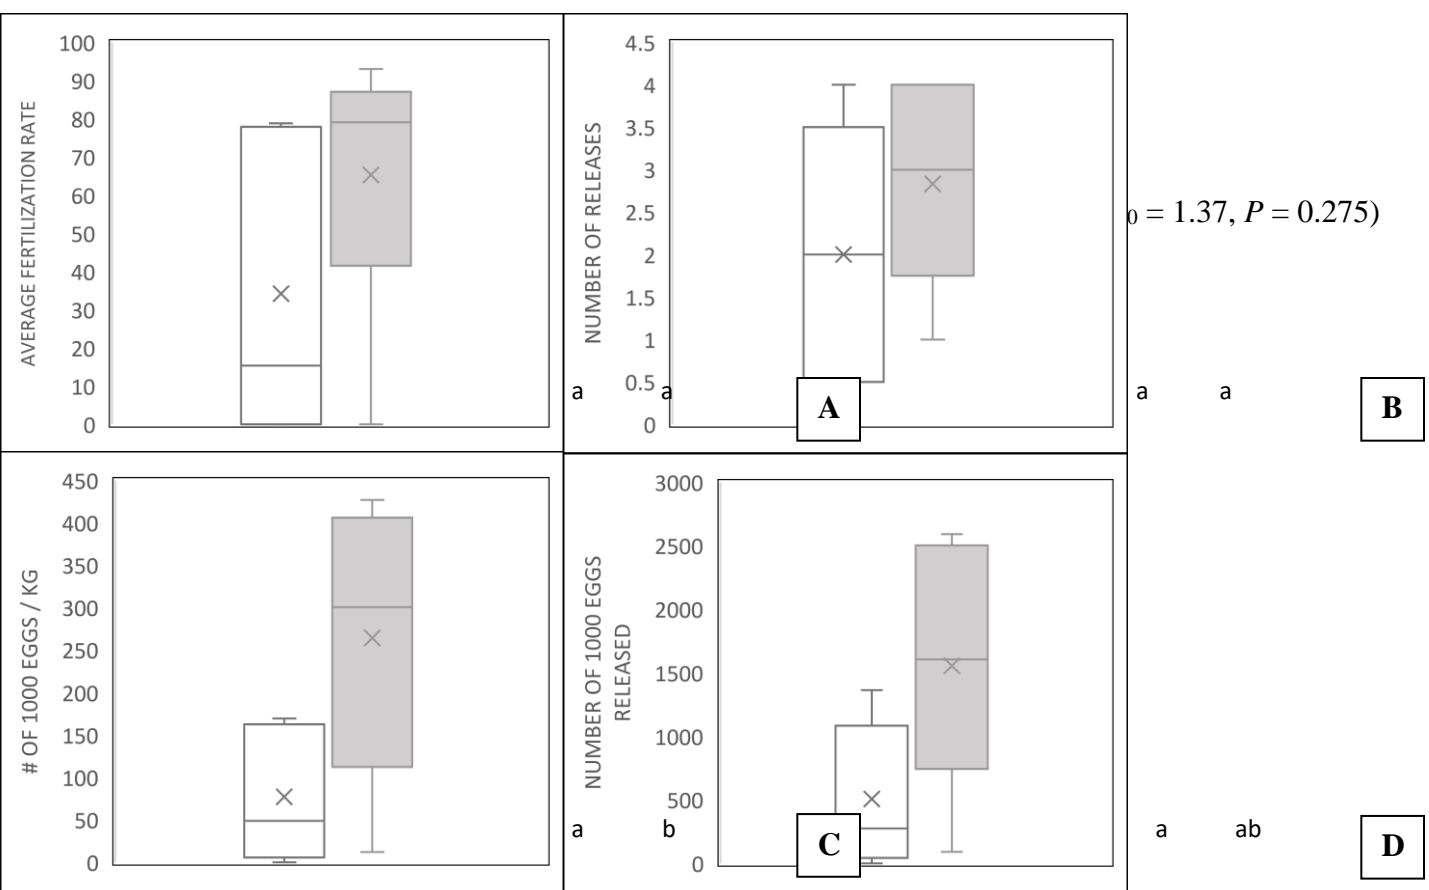 AVERAGE FERTILIZATION RATE
100
90
80
70
60
50
40
30
20
10
0
NUMBER OF RELEASES
4.5
4
3.5
3
2.5
2
1.5
1
0.5
0
0 = 1.37, P = 0.275)
a a
A
a a
B
# OF 1000 EGGS / KG
450
400
350
300
250
200
150
100
50
0
NUMBER OF 1000 EGGS
RELEASED
3000
2500
2000
1500
1000
500
0
a b
C
a ab
D